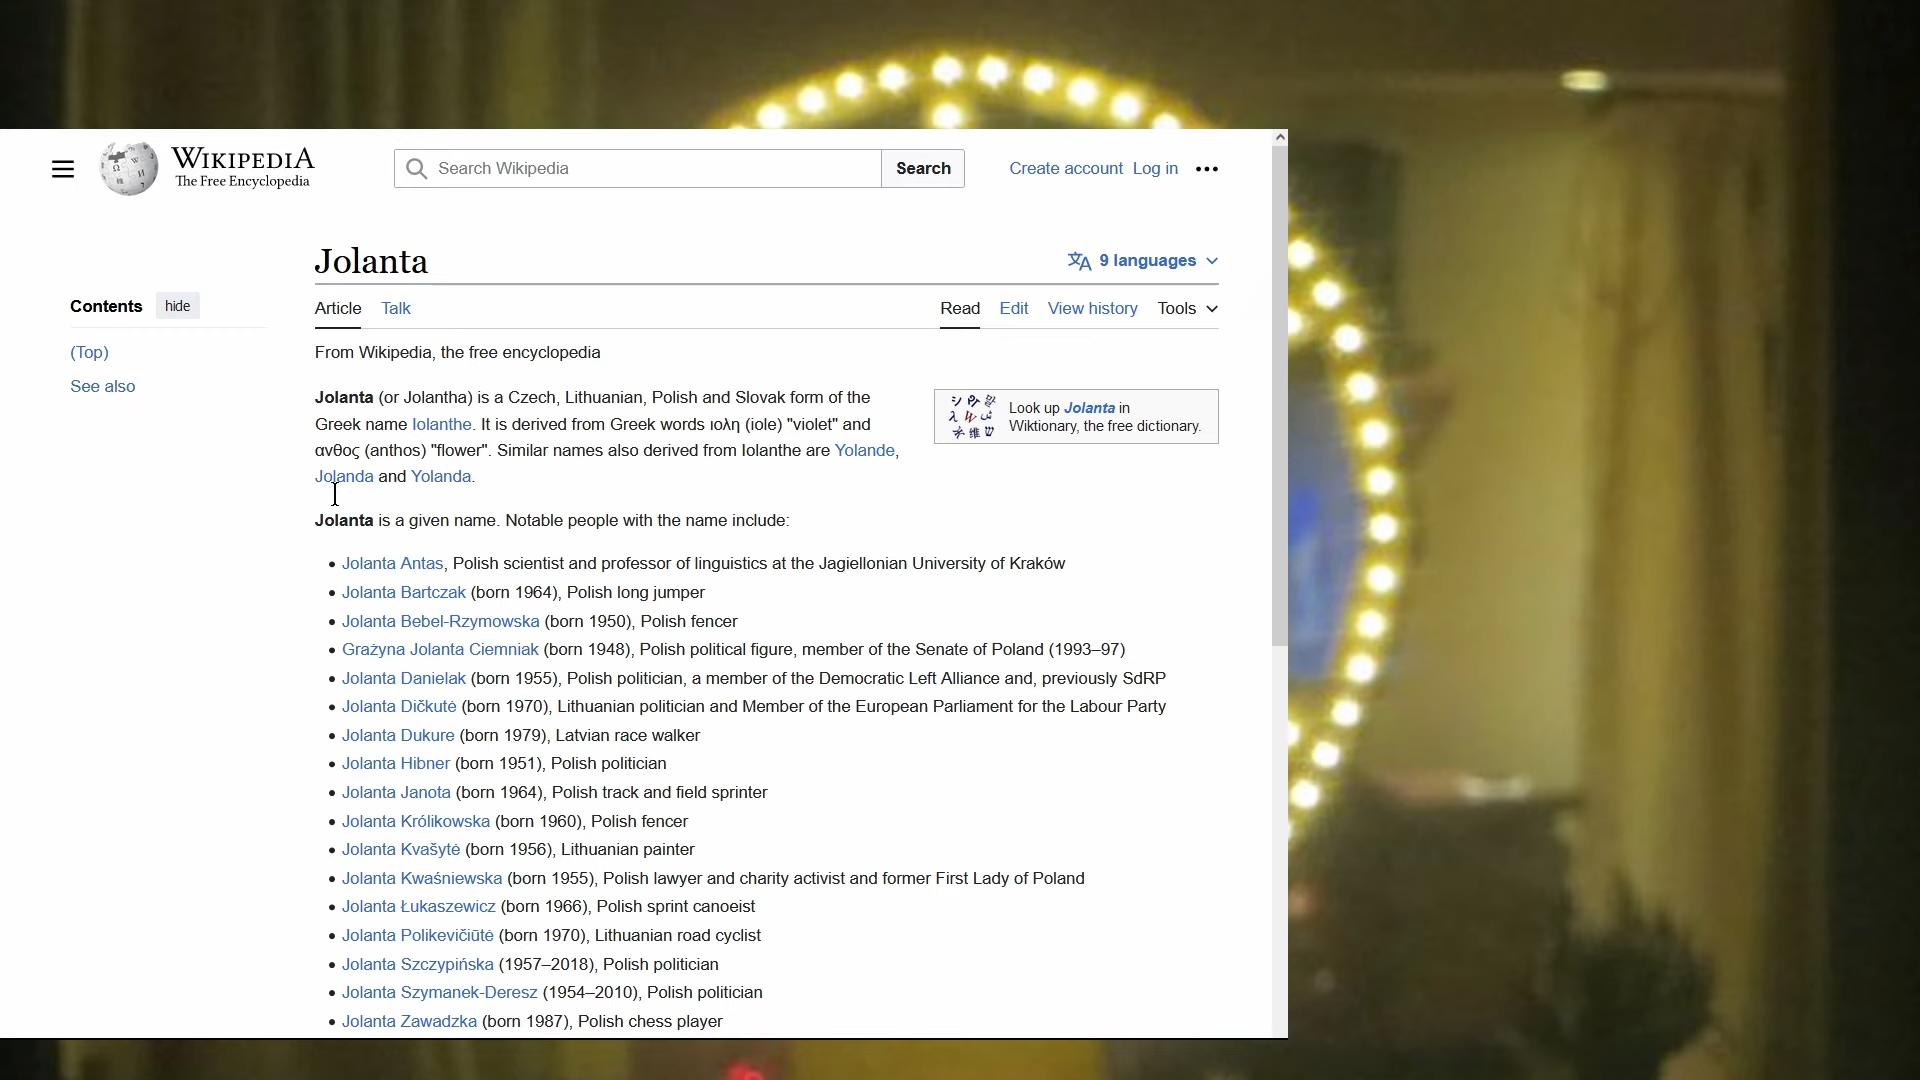 WIKIPEDIA
The Free Encyclopedia
Search Wikipedia
Search
Create account Log in
Jolanta
9 languages
Contents hide
Article Talk
Read Edit View history Tools
(Top)
From Wikipedia, the free encyclopedia
See also
Jolanta (or Jolantha) is a Czech, Lithuanian, Polish and Slovak form of the
Greek name Iolanthe. It is derived from Greek words ιολη (iole) "violet" and
ανθος (anthos) "flower". Similar names also derived from Iolanthe are Yolande,
Jolanda and Yolanda.
Look up Jolanta in
Wiktionary, the free dictionary.
Jolanta is a given name. Notable people with the name include:
• Jolanta Antas, Polish scientist and professor of linguistics at the Jagiellonian University of Kraków
• Jolanta Bartczak (born 1964), Polish long jumper
• Jolanta Bebel-Rzymowska (born 1950), Polish fencer
• Grażyna Jolanta Ciemniak (born 1948), Polish political figure, member of the Senate of Poland (1993–97)
• Jolanta Danielak (born 1955), Polish politician, a member of the Democratic Left Alliance and, previously SdRP
• Jolanta Dičkutė (born 1970), Lithuanian politician and Member of the European Parliament for the Labour Party
• Jolanta Dukure (born 1979), Latvian race walker
• Jolanta Hibner (born 1951), Polish politician
• Jolanta Janota (born 1964), Polish track and field sprinter
• Jolanta Królikowska (born 1960), Polish fencer
• Jolanta Kvašytė (born 1956), Lithuanian painter
• Jolanta Kwaśniewska (born 1955), Polish lawyer and charity activist and former First Lady of Poland
• Jolanta Łukaszewicz (born 1966), Polish sprint canoeist
• Jolanta Polikevičiūtė (born 1970), Lithuanian road cyclist
• Jolanta Szczypińska (1957–2018), Polish politician
• Jolanta Szymanek-Deresz (1954–2010), Polish politician
• Jolanta Zawadzka (born 1987), Polish chess player